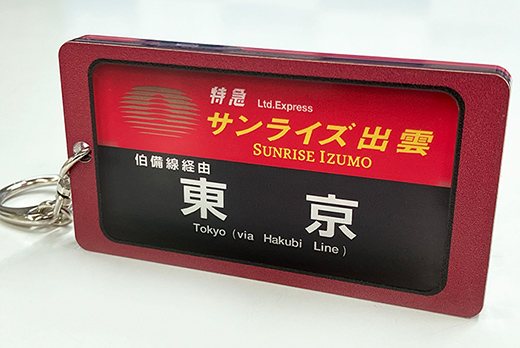 特急 Ltd.Express
サンライズ出雲
SUNRISE IZUMO
伯備線経由
東京
Tokyo (via Hakubi Line)